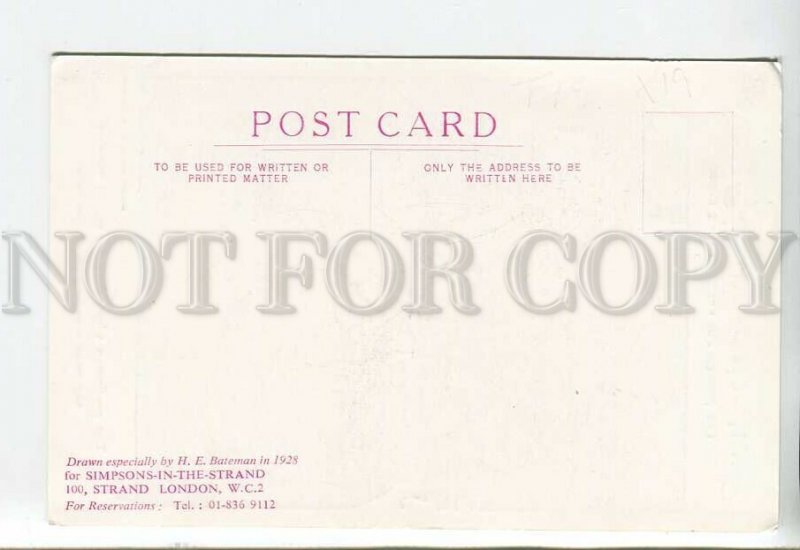 POST CARD
TO BE USED FOR WRITTEN OR
PRINTED MATTER
ONLY THE ADDRESS TO BE
WRITTEN HERE
NOT FOR COPY
Drawn especially by H. E. Bateman in 1928
for SIMPSONS-IN-THE-STRAND
100, STRAND LONDON, W.C.2
For Reservations: Tel.: 01-836 9112